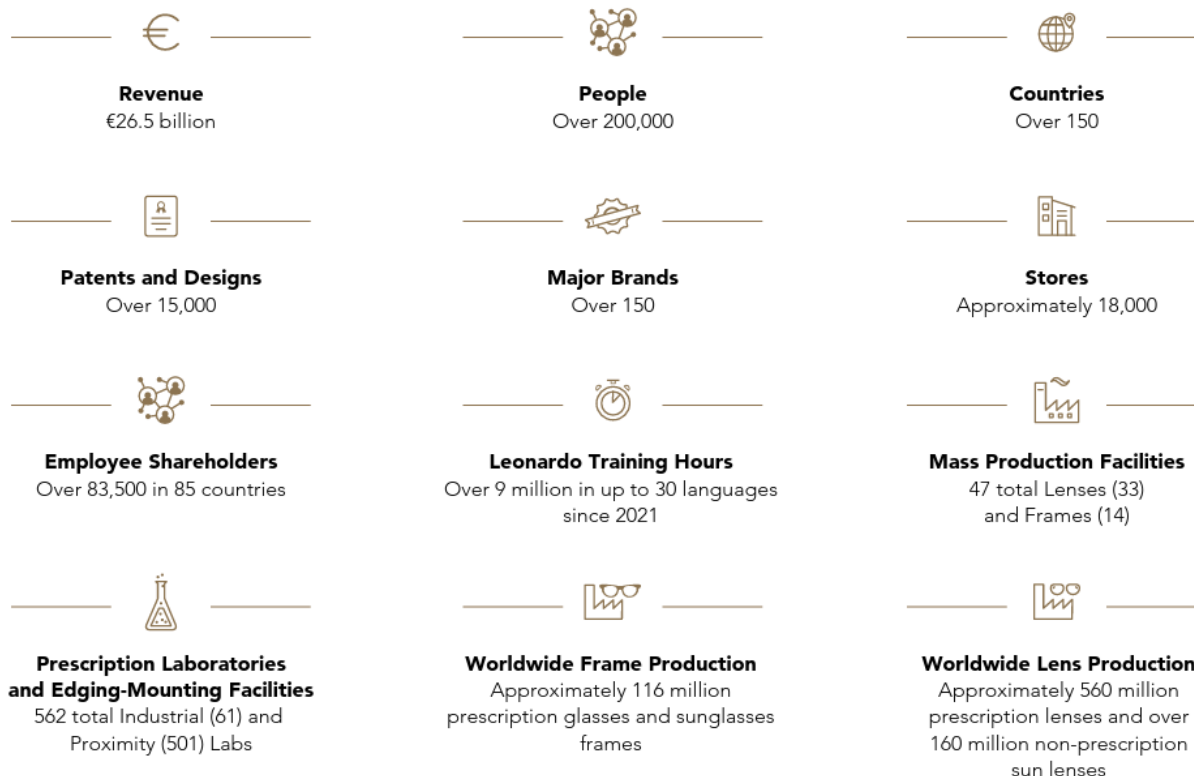 Revenue
€26.5 billion
People
Over 200,000
Countries
Over 150
Patents and Designs
Over 15,000
Major Brands
Over 150
Stores
Approximately 18,000
Employee Shareholders
Over 83,500 in 85 countries
Leonardo Training Hours
Over 9 million in up to 30 languages
since 2021
Mass Production Facilities
47 total Lenses (33)
and Frames (14)
Prescription Laboratories
and Edging-Mounting Facilities
562 total Industrial (61) and
Proximity (501) Labs
Worldwide Frame Production
Approximately 116 million
prescription glasses and sunglasses
frames
Worldwide Lens Production
Approximately 560 million
prescription lenses and over
160 million non-prescription
sun lenses